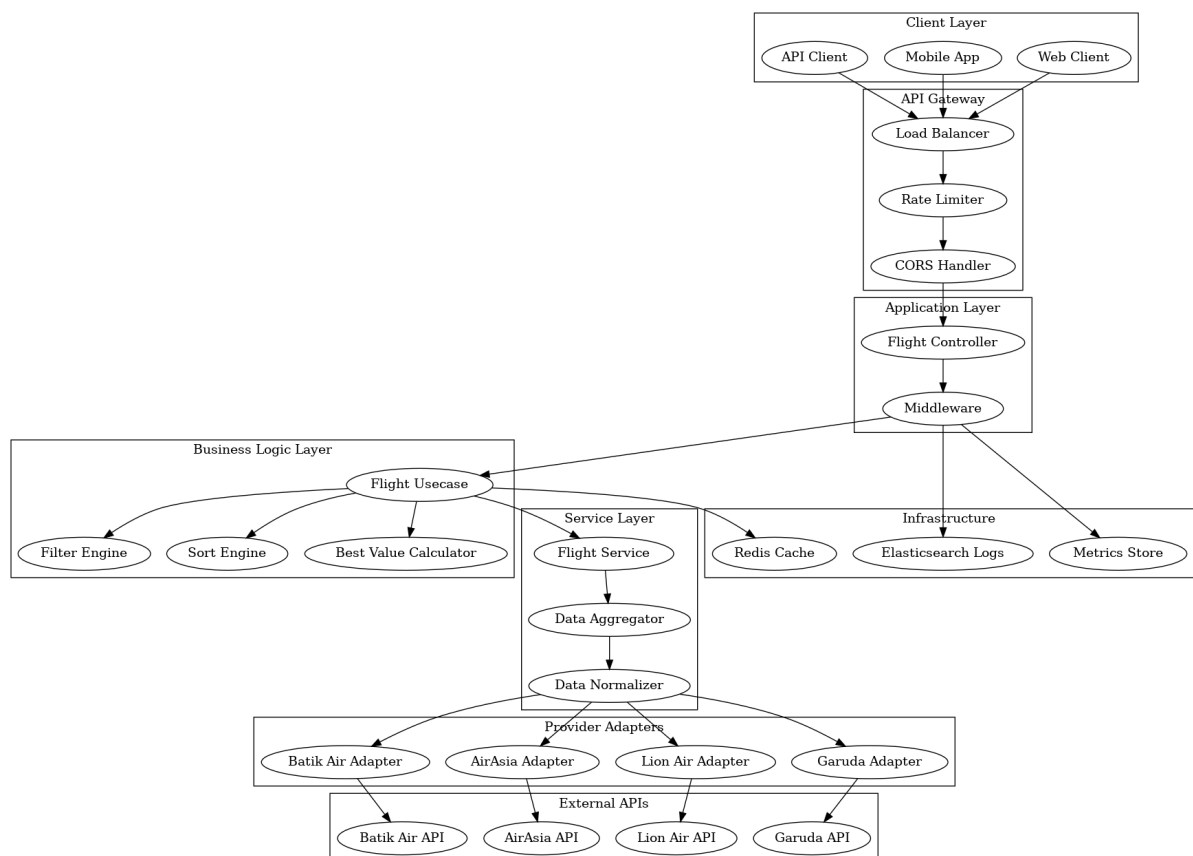 Client Layer
API Client
Mobile App
Web Client
API Gateway
Load Balancer
Rate Limiter
CORS Handler
Application Layer
Flight Controller
Middleware
Business Logic Layer
Flight Usecase
Filter Engine
Sort Engine
Best Value Calculator
Service Layer
Flight Service
Data Aggregator
Data Normalizer
Infrastructure
Redis Cache
Elasticsearch Logs
Metrics Store
Provider Adapters
Batik Air Adapter
AirAsia Adapter
Lion Air Adapter
Garuda Adapter
External APIs
Batik Air API
AirAsia API
Lion Air API
Garuda API